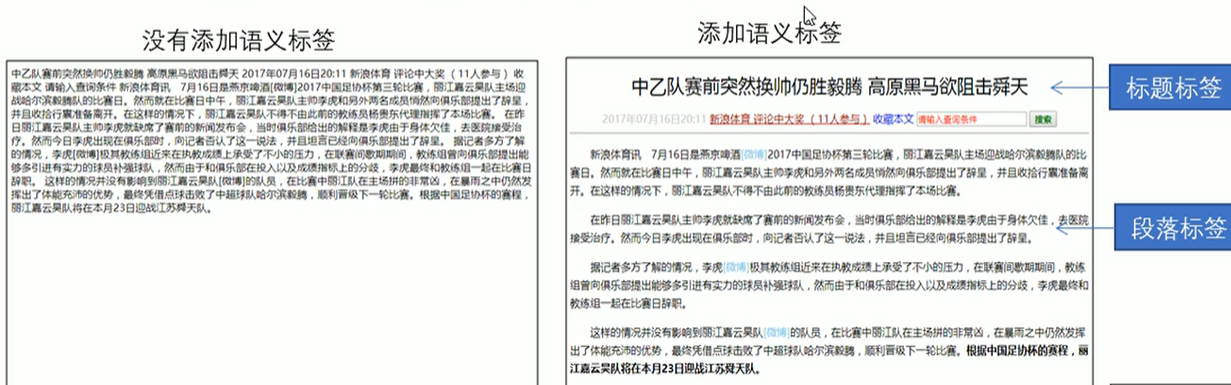 没有添加语义标签
中乙队赛前突然换帅仍胜毅腾 高原黑马欲阻击舜天 2017年07月16日20:11 新浪体育 评论中大奖（11人参与）收
藏本文 请输入查询条件 新浪体育讯 7月16日是燕京啤酒[微博]2017中国足协杯第三轮比赛，丽江嘉云昊队主场迎
战哈尔滨毅腾队的比赛日。然而就在比赛日中午，丽江嘉云昊队主帅李虎和另外两名成员悄然向俱乐部提出了辞呈，
并且收拾行囊准备离开。在这样的情况下，丽江嘉云昊队不得不由此前的教练员杨贵东代理指挥了本场比赛。 在昨
日丽江嘉云昊队主帅李虎就缺席了赛前的新闻发布会，当时俱乐部给出的解释是李虎由于身体欠佳，去医院接受治
疗。然而今日李虎出现在俱乐部时，向记者否认了这一说法，并且坦言已经向俱乐部提出了辞呈。 据记者多方了解
的情况，李虎[微博]极其教练组近来在执教成绩上承受了不小的压力，在联赛间歇期期间，教练组曾向俱乐部提出能
够多引进有实力的球员补强球队，然而由于和俱乐部在投入以及成绩指标上的分歧，李虎最终和教练组一起在比赛日
辞职。 这样的情况并没有影响到丽江嘉云昊队[微博]的队员，在比赛中丽江队在主场拼的非常凶，在暴雨之中仍然发
挥出了体能充沛的优势，最终凭借点球击败了中超球队哈尔滨毅腾，顺利晋级下一轮比赛。根据中国足协杯的赛程，
丽江嘉云昊队将在本月23日迎战江苏舜天队。
添加语义标签
中乙队赛前突然换帅仍胜毅腾 高原黑马欲阻击舜天
标题标签
2017年07月16日20:11 新浪体育 评论中大奖（11人参与） 收藏本文 请输入查询条件 搜索
新浪体育讯 7月16日是燕京啤酒[微博]2017中国足协杯第三轮比赛，丽江嘉云昊队主场迎战哈尔滨毅腾队的比
赛日。然而就在比赛日中午，丽江嘉云昊队主帅李虎和另外两名成员悄然向俱乐部提出了辞呈，并且收拾行囊准备离
开。在这样的情况下，丽江嘉云昊队不得不由此前的教练员杨贵东代理指挥了本场比赛。
在昨日丽江嘉云昊队主帅李虎就缺席了赛前的新闻发布会，当时俱乐部给出的解释是李虎由于身体欠佳，去医院
接受治疗。然而今日李虎出现在俱乐部时，向记者否认了这一说法，并且坦言已经向俱乐部提出了辞呈。
段落标签
据记者多方了解的情况，李虎[微博]极其教练组近来在执教成绩上承受了不小的压力，在联赛间歇期期间，教练
组曾向俱乐部提出能够多引进有实力的球员补强球队，然而由于和俱乐部在投入以及成绩指标上的分歧，李虎最终和
教练组一起在比赛日辞职。
这样的情况并没有影响到丽江嘉云昊队[微博]的队员，在比赛中丽江队在主场拼的非常凶，在暴雨之中仍然发挥
出了体能充沛的优势，最终凭借点球击败了中超球队哈尔滨毅腾，顺利晋级下一轮比赛。根据中国足协杯的赛程，丽
江嘉云昊队将在本月23日迎战江苏舜天队。